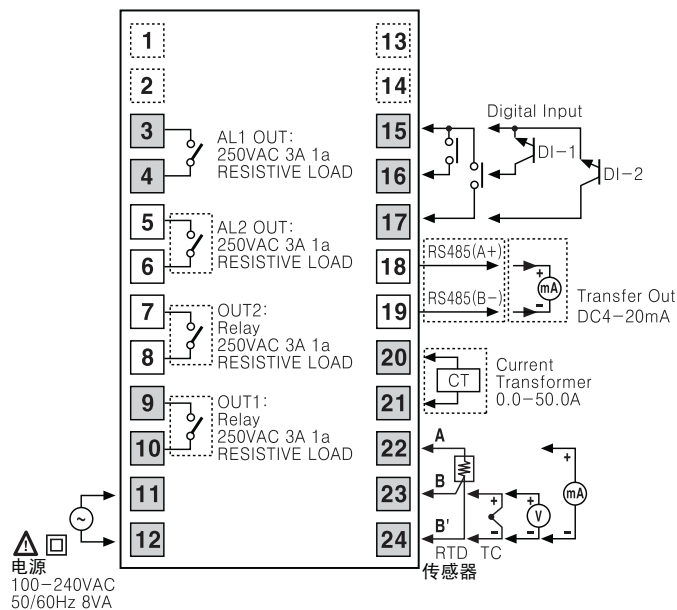 1
2
3
4
5
6
7
8
9
10
11
12
AL1 OUT:
250VAC 3A 1a
RESISTIVE LOAD
AL2 OUT:
250VAC 3A 1a
RESISTIVE LOAD
OUT2:
Relay
250VAC 3A 1a
RESISTIVE LOAD
OUT1:
Relay
250VAC 3A 1a
RESISTIVE LOAD
13
14
15
16
17
18
19
20
21
22
23
24
Digital Input
DI-1
DI-2
RS485(A+)
RS485(B-)
+
mA
-
Transfer Out
DC4-20mA
CT
Current
Transformer
0.0-50.0A
A
B
B'
+
-
+
V
-
+
mA
-
RTD TC
传感器
~
!
电源
100-240VAC
50/60Hz 8VA